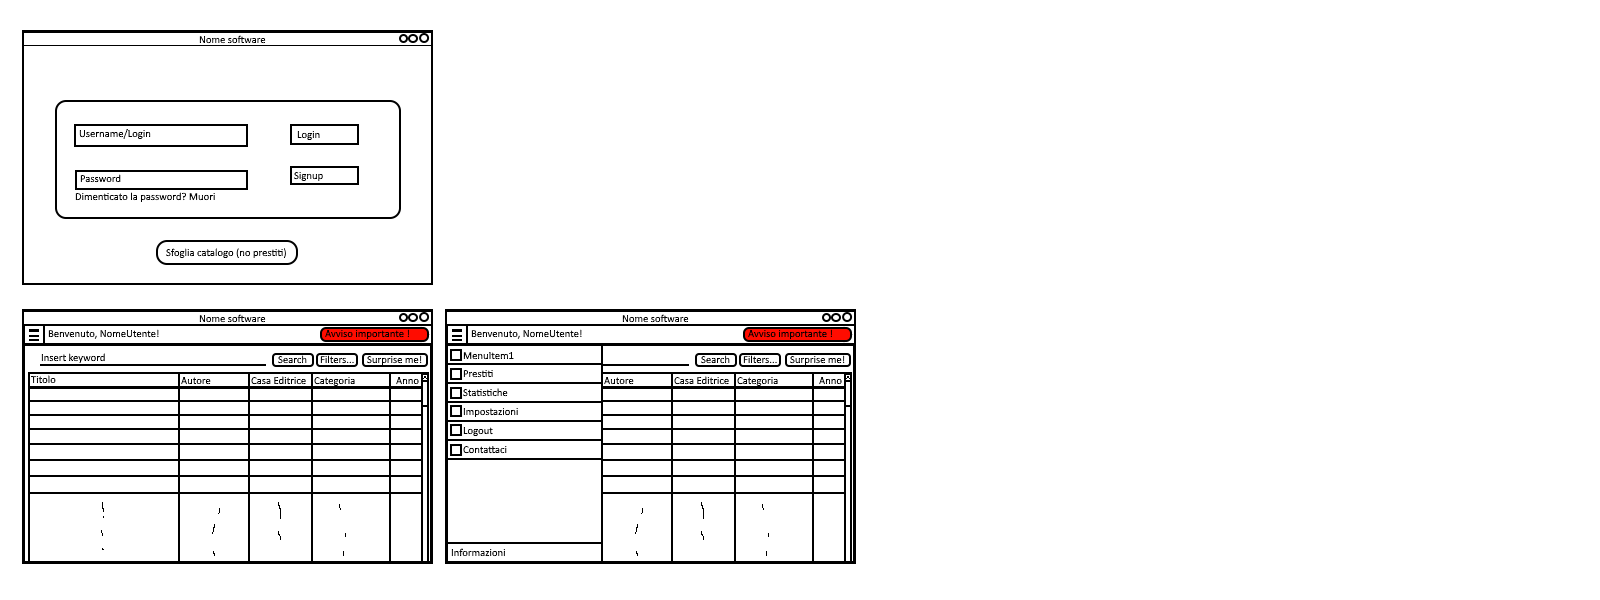 Nome software
Username/Login
Login
Password
Signup
Dimenticato la password? Muori
Sfoglia catalogo (no prestiti)
Nome software
Benvenuto, NomeUtente!
Avviso importante !
Insert keyword
Search
Filters...
Surprise me!
Titolo
Autore
Casa Editrice
Categoria
Anno
Nome software
Benvenuto, NomeUtente!
Avviso importante !
MenuItem1
Search
Filters...
Surprise me!
Prestiti
Autore
Casa Editrice
Categoria
Anno
Statistiche
Impostazioni
Logout
Contattaci
Informazioni